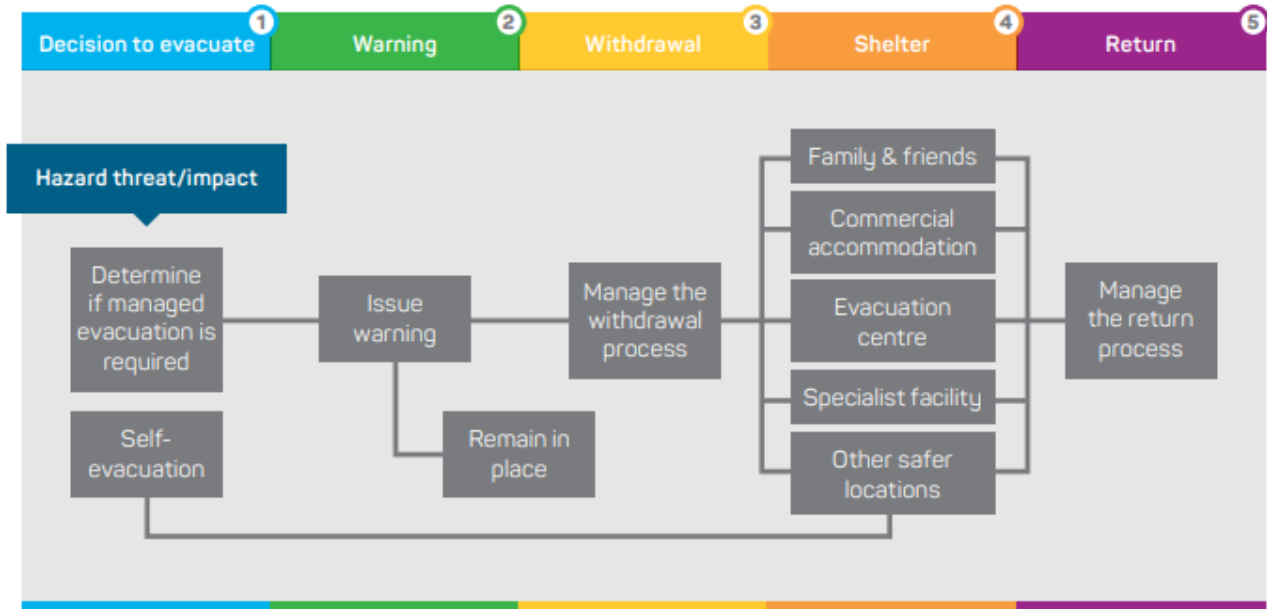 1
2
3
4
5
Decision to evacuate
Warning
Withdrawal
Shelter
Return
Hazard threat/impact
Determine
if managed
evacuation is
required
Self-
evacuation
Issue
warning
Remain in
place
Manage the
withdrawal
process
Family & friends
Commercial
accommodation
Evacuation
centre
Specialist facility
Other safer
locations
Manage
the return
process